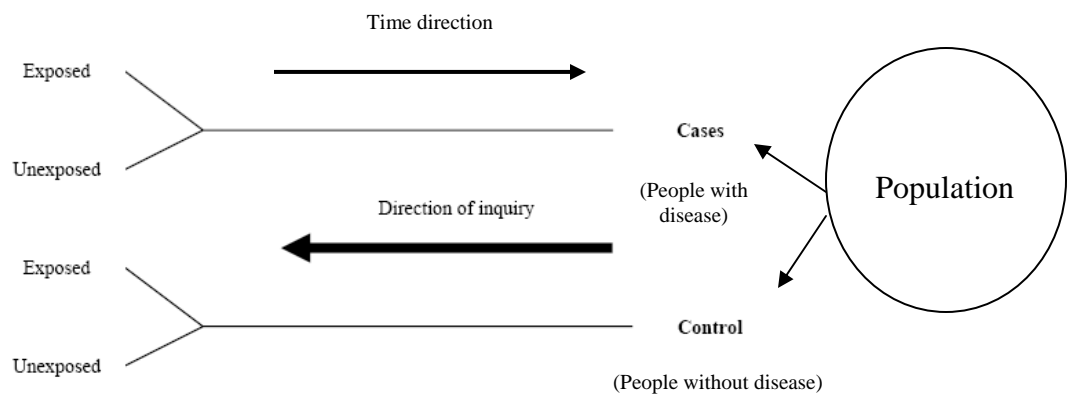 Time direction
Exposed
Cases
Unexposed
(People with
disease)
Population
Direction of inquiry
Exposed
Control
Unexposed
(People without disease)